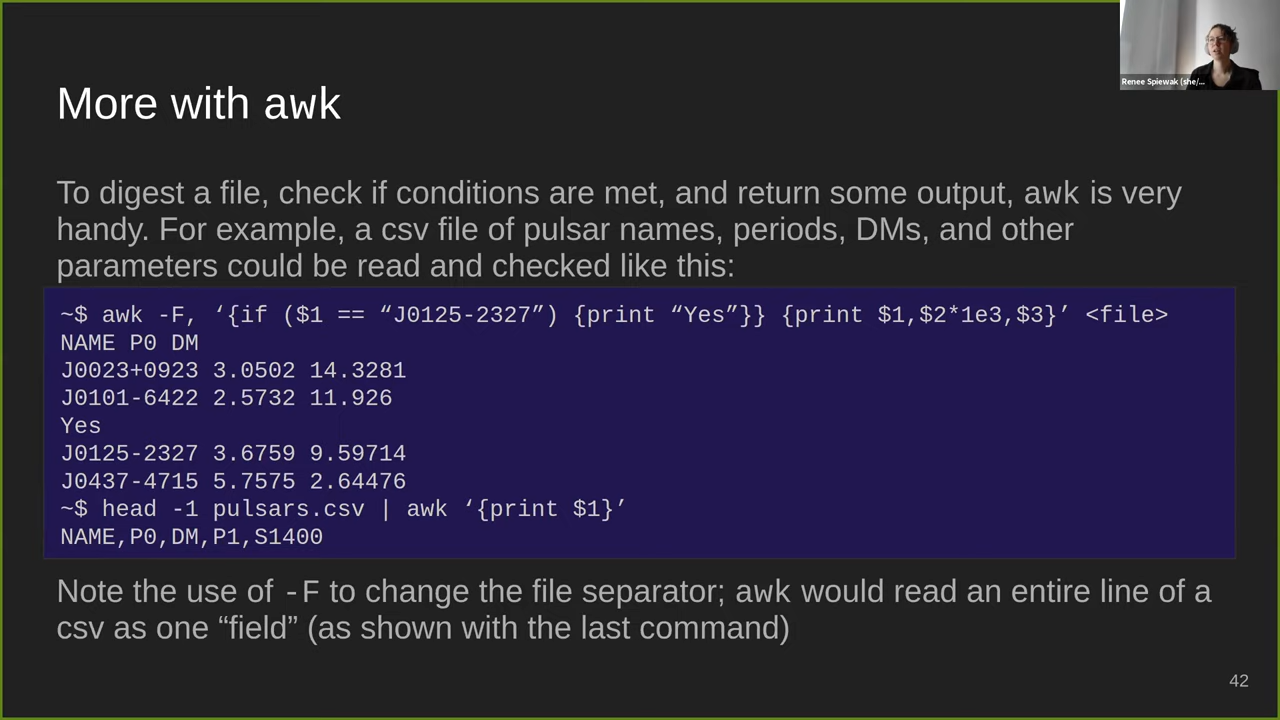 Renee Spiewak (she/...
More with awk
To digest a file, check if conditions are met, and return some output, awk is very
handy. For example, a csv file of pulsar names, periods, DMs, and other
parameters could be read and checked like this:
~$ awk -F, ‘{if ($1 == “J0125-2327”) {print “Yes”}} {print $1,$2*1e3,$3}’ <file>
NAME P0 DM
J0023+0923 3.0502 14.3281
J0101-6422 2.5732 11.926
Yes
J0125-2327 3.6759 9.59714
J0437-4715 5.7575 2.64476
~$ head -1 pulsars.csv | awk ‘{print $1}’
NAME,P0,DM,P1,S1400
Note the use of -F to change the file separator; awk would read an entire line of a
csv as one “field” (as shown with the last command)
42